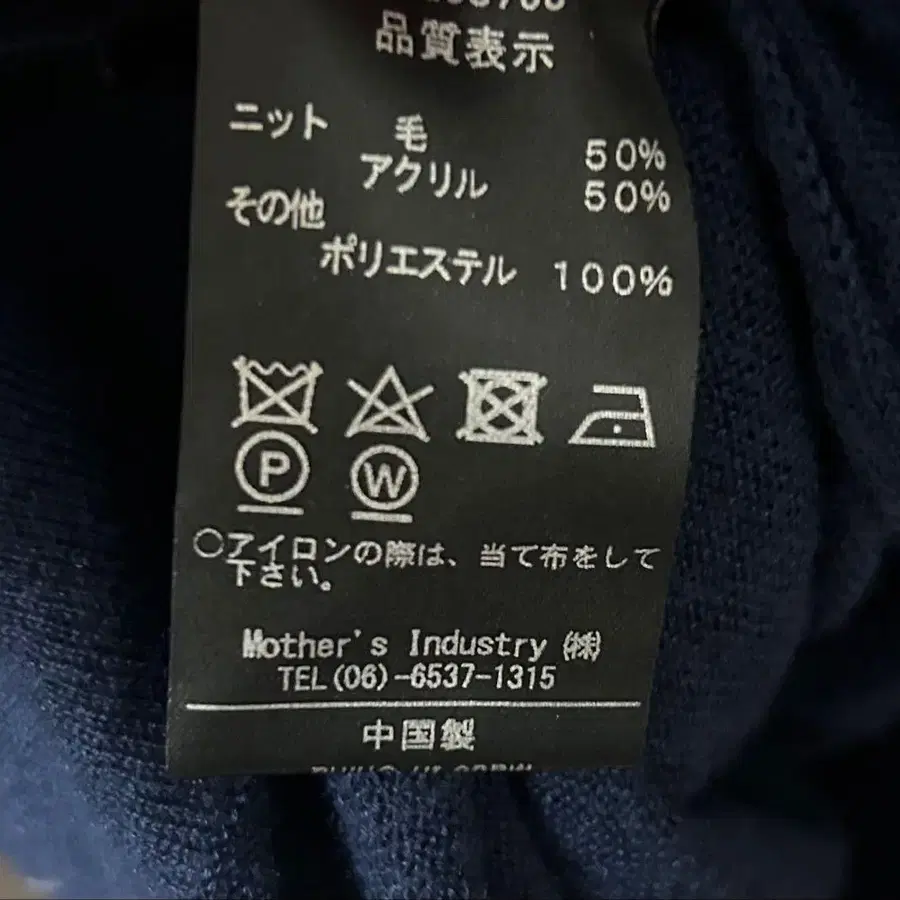 品質表示
ニット 毛 50%
アクリル 50%
その他
ポリエステル 100%
P W
○アイロンの際は、当て布をして
下さい。
Mother's Industry ㈱
TEL(06)-6537-1315
中国製